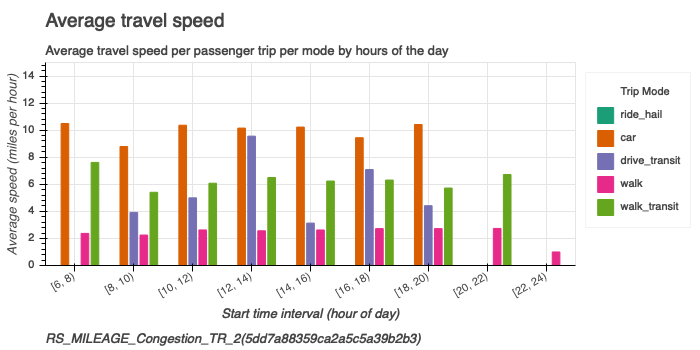 Average travel speed
Average travel speed per passenger trip per mode by hours of the day
Average speed (miles per hour)
14
12
10
8
6
4
2
0
[6, 8)
[8, 10)
[10, 12)
[12, 14)
[14, 16)
[16, 18)
[18, 20)
[20, 22)
[22, 24)
Start time interval (hour of day)
Trip Mode
ride_hail
car
drive_transit
walk
walk_transit
RS_MILEAGE_Congestion_TR_2(5dd7a88359ca2a5c5a39b2b3)